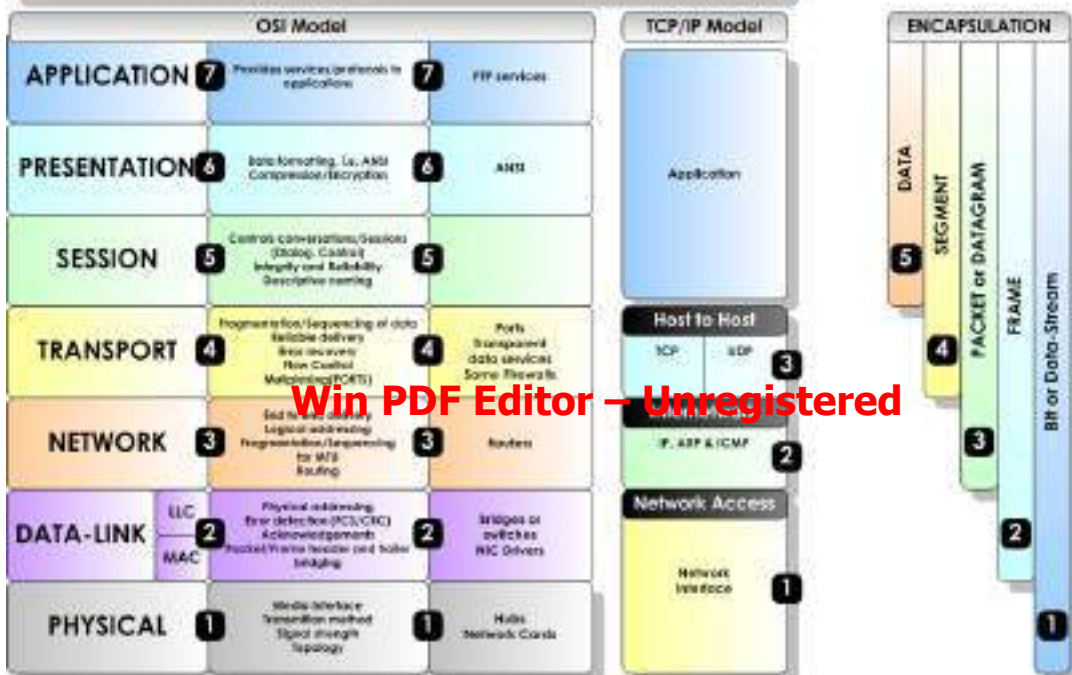 OSI Model
TCP/IP Model
ENCAPSULATION
APPLICATION 7
Provides services/protocols to
applications
7
FTP services
PRESENTATION 6
Data formatting, i.e. ANSI
Compression/Encryption
6
ANSI
Application
SESSION 5
Controls conversations/Sessions
(Dialog. Control)
Integrity and Reliability
Descriptive naming
5
TRANSPORT 4
Fragmentation/Sequencing of data
Reliable delivery
Error recovery
Flow Control
4
Ports
Transparent
data services
Some Firewalls
Host to Host
TCP
UDP
3
Win PDF Editor – Unregistered
NETWORK 3
End to End delivery
Logical addressing
Fragmentation/Sequencing
for MTU
Routing
3
Routers
IP, ARP & ICMP
2
DATA-LINK
LLC
MAC
2
Physical addressing
Error detection(FCS/CRC)
Acknowledgements
Packet/Frame header and trailer
bridging
2
Bridges or
switches
NIC Drivers
Network Access
Network
Interface
1
PHYSICAL 1
Media Interface
Transmition method
Signal strength
Topology
1
Hubs
Network Cards
DATA
5
SEGMENT
4
PACKET or DATAGRAM
3
FRAME
2
Bit or Data-Stream
1